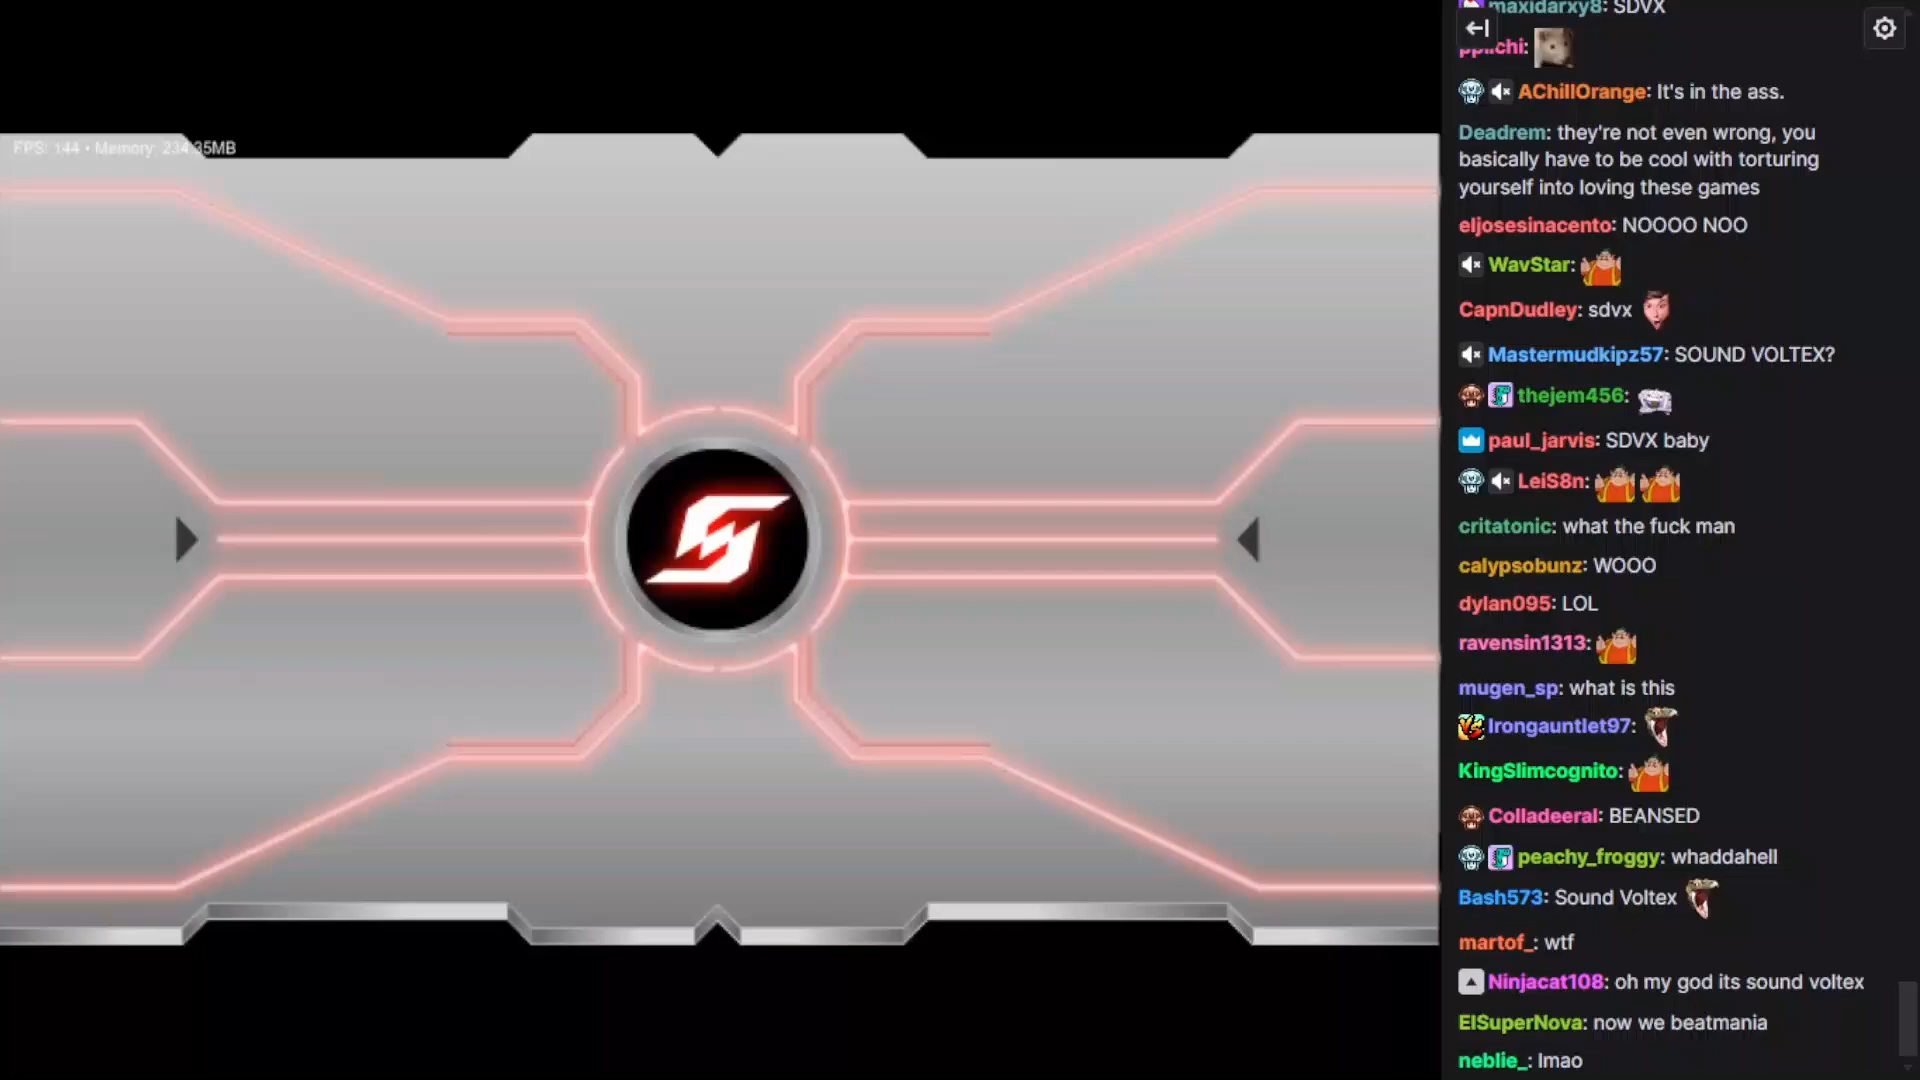 FPS: 144 • Memory: 234.35MB
maxidarxy8: SDVX
AChillOrange: It's in the ass.
Deadrem: they're not even wrong, you
basically have to be cool with torturing
yourself into loving these games
eljosesinacento: NOOOO NOO
WavStar:
CapnDudley: sdvx
Mastermudkipz57: SOUND VOLTEX?
thejem456:
paul_jarvis: SDVX baby
LeiS8n:
critatonic: what the fuck man
calypsobunz: WOOO
dylan095: LOL
ravensin1313:
mugen_sp: what is this
Irongauntlet97:
KingSlimcognito:
Colladeeral: BEANSED
peachy_froggy: whaddahell
Bash573: Sound Voltex
martof_: wtf
Ninjacat108: oh my god its sound voltex
ElSuperNova: now we beatmania
neblie_: lmao